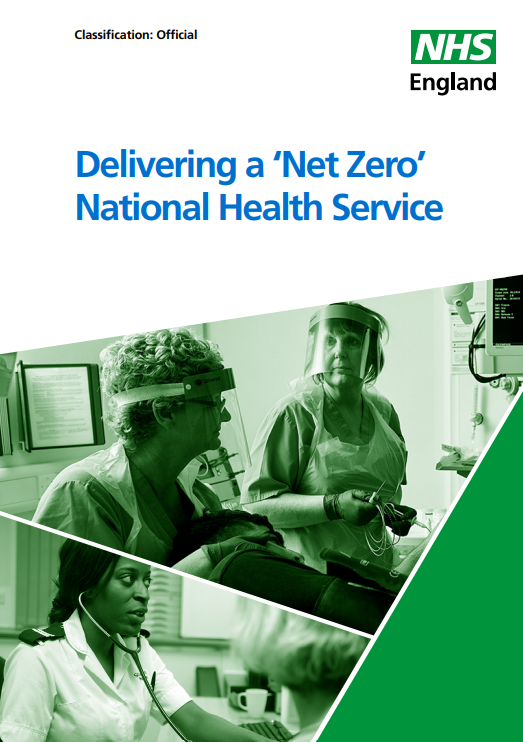 Classification: Official
NHS
England
Delivering a ‘Net Zero’
National Health Service